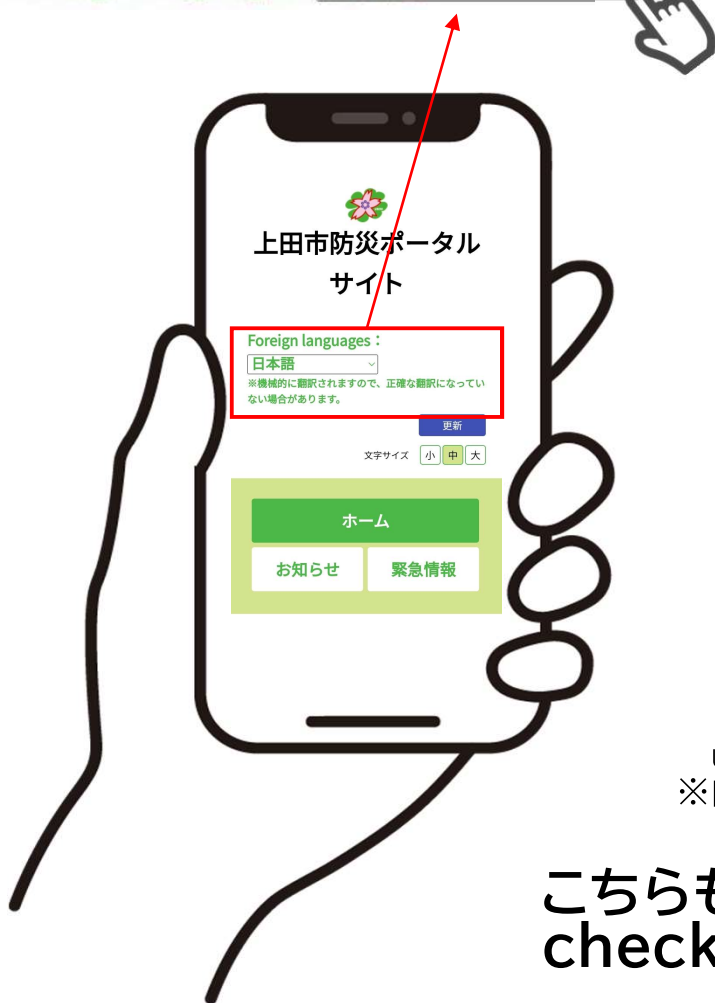 上田市防災ポータル
サイト
Foreign languages：
日本語
※機械的に翻訳されますので、正確な翻訳になってい
ない場合があります。
更新
文字サイズ 小 中 大
ホーム
お知らせ 緊急情報
※
こちらも
check